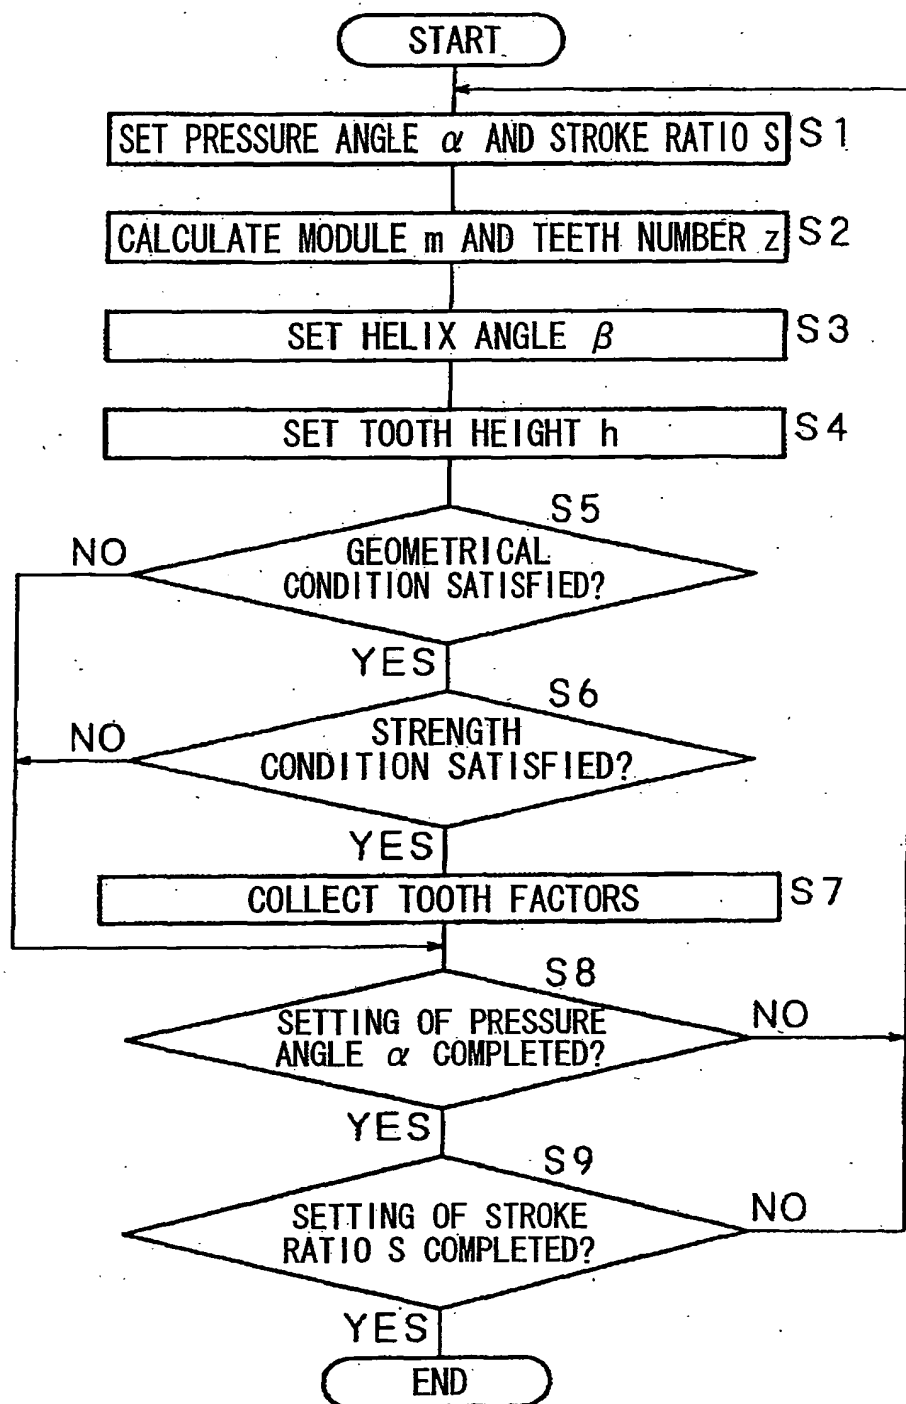 START
SET PRESSURE ANGLE α AND STROKE RATIO S
S1
CALCULATE MODULE m AND TEETH NUMBER z
S2
SET HELIX ANGLE β
S3
SET TOOTH HEIGHT h
S4
S5
NO
GEOMETRICAL
CONDITION SATISFIED?
YES
S6
NO
STRENGTH
CONDITION SATISFIED?
YES
COLLECT TOOTH FACTORS
S7
S8
SETTING OF PRESSURE
ANGLE α COMPLETED?
NO
YES
S9
SETTING OF STROKE
RATIO S COMPLETED?
NO
YES
END